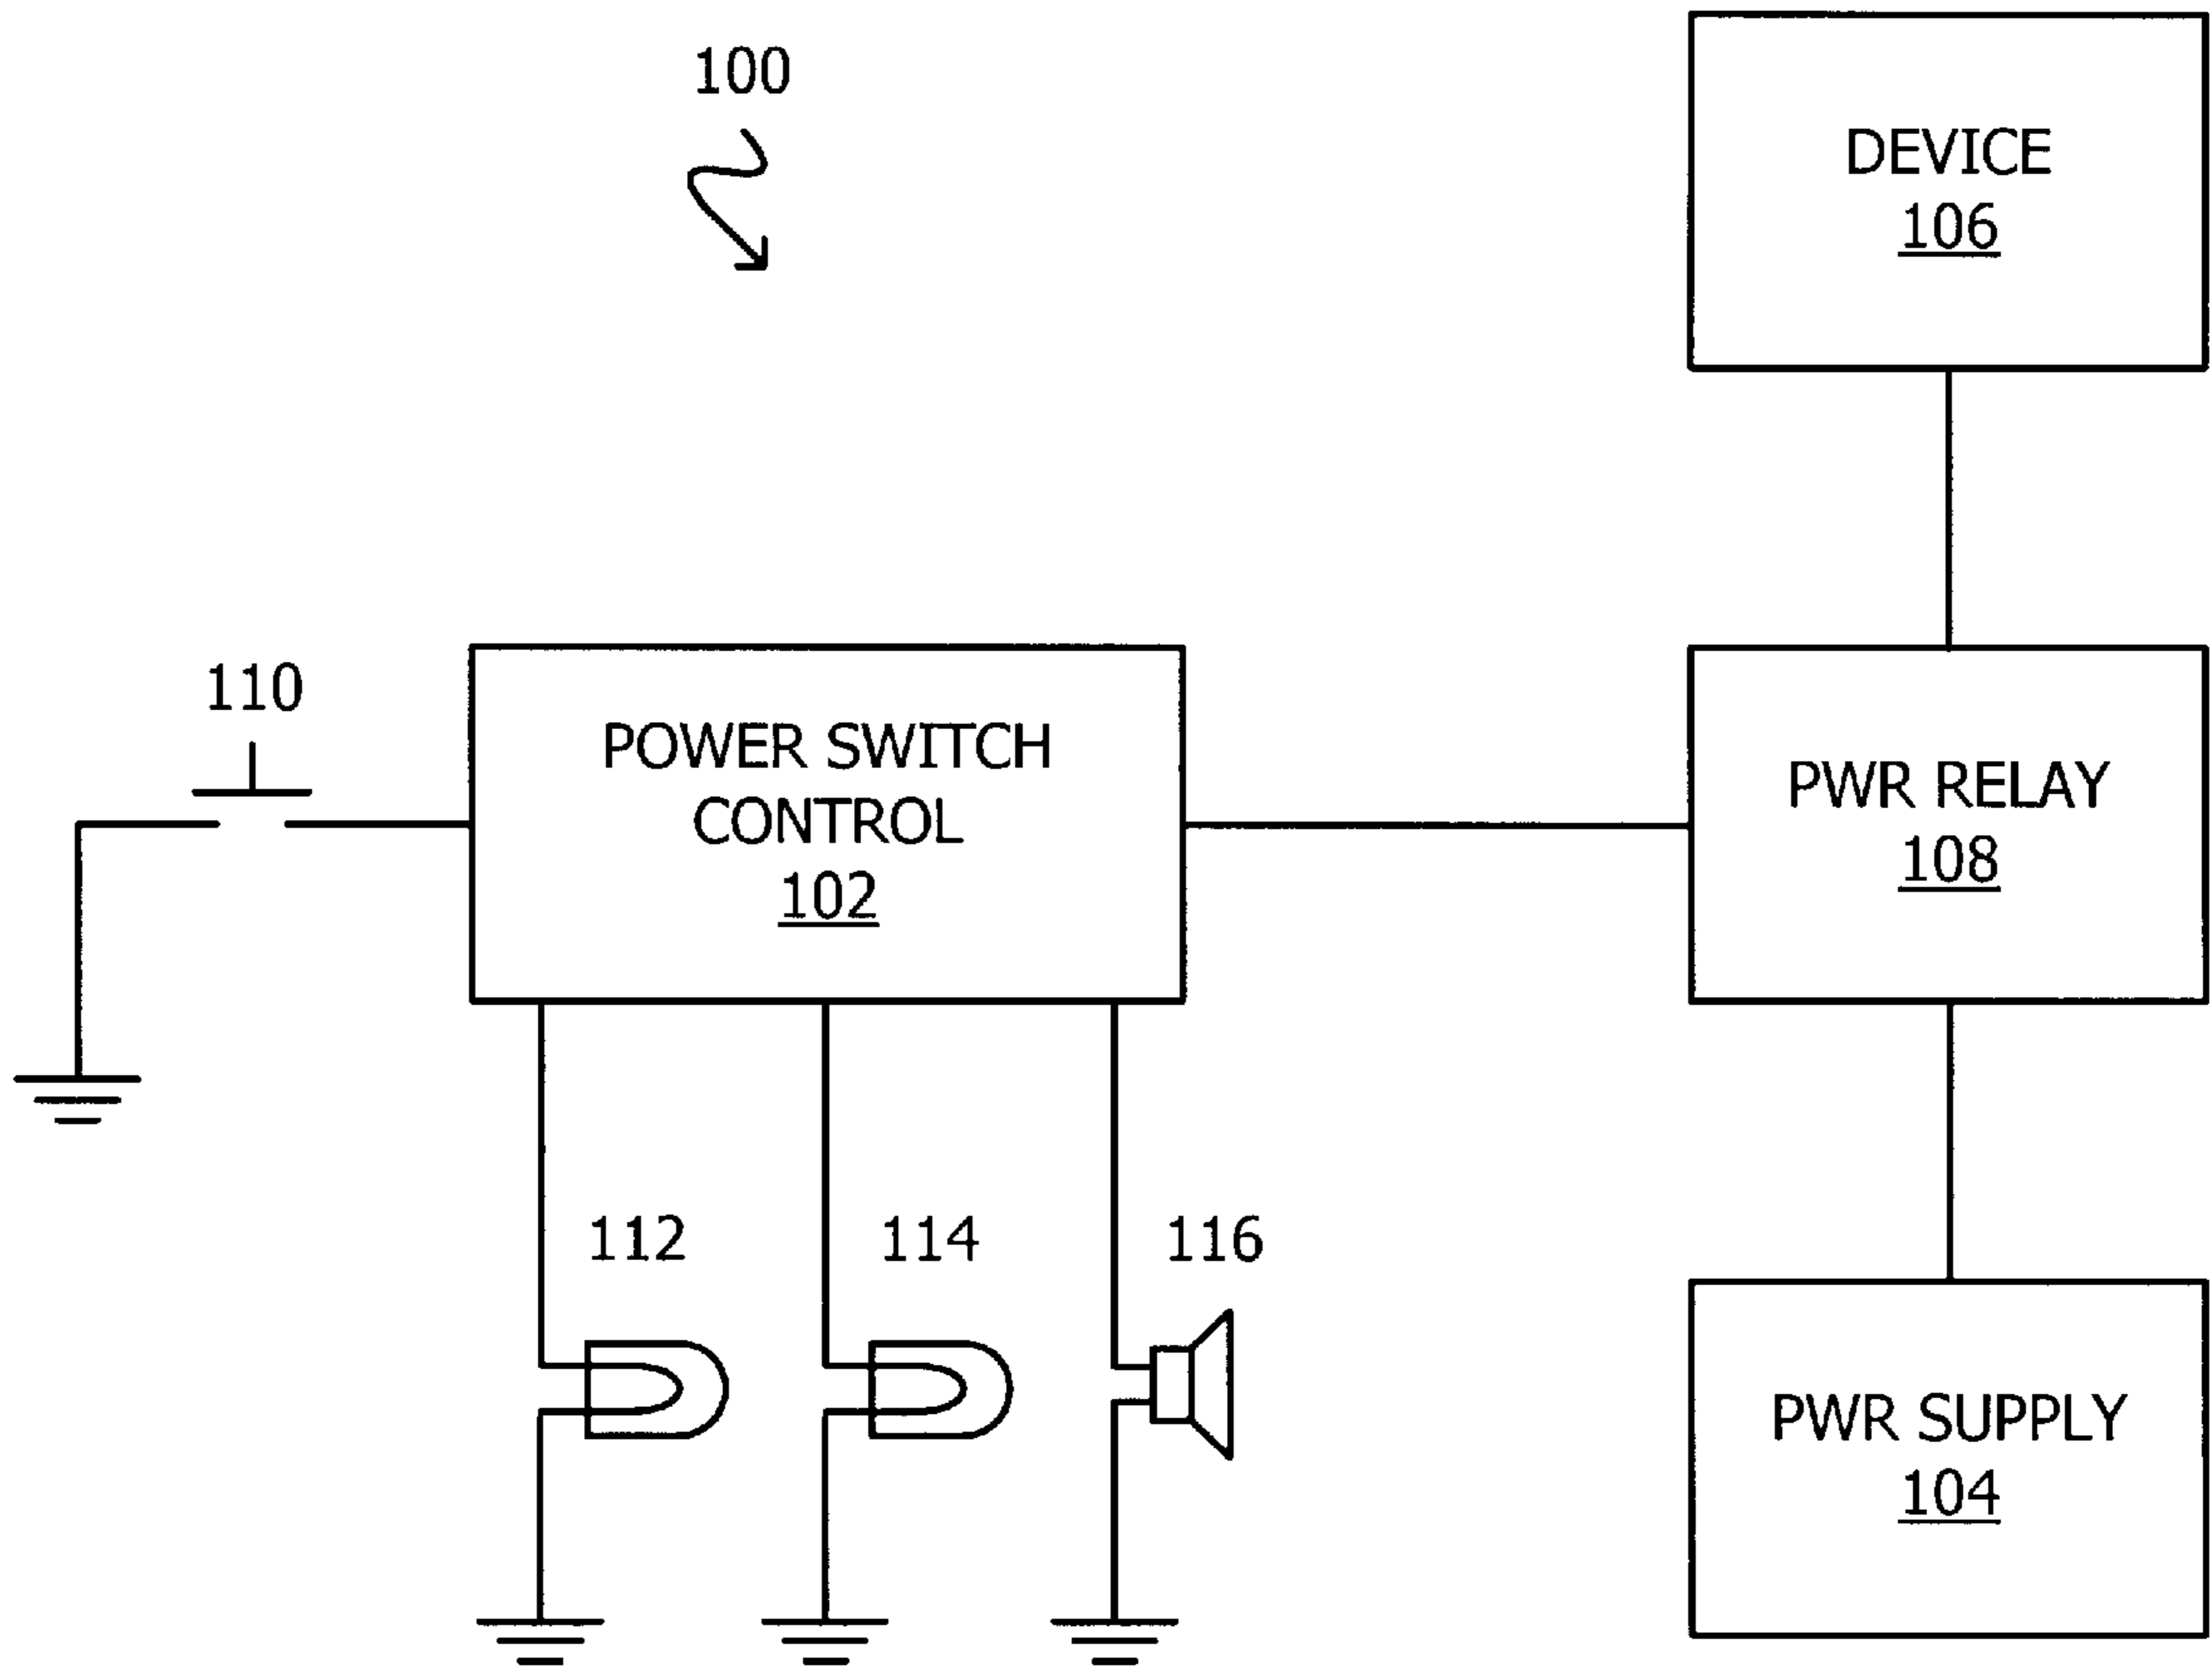 100
DEVICE
106
110
POWER SWITCH
CONTROL
102
PWR RELAY
108
112
114
116
PWR SUPPLY
104